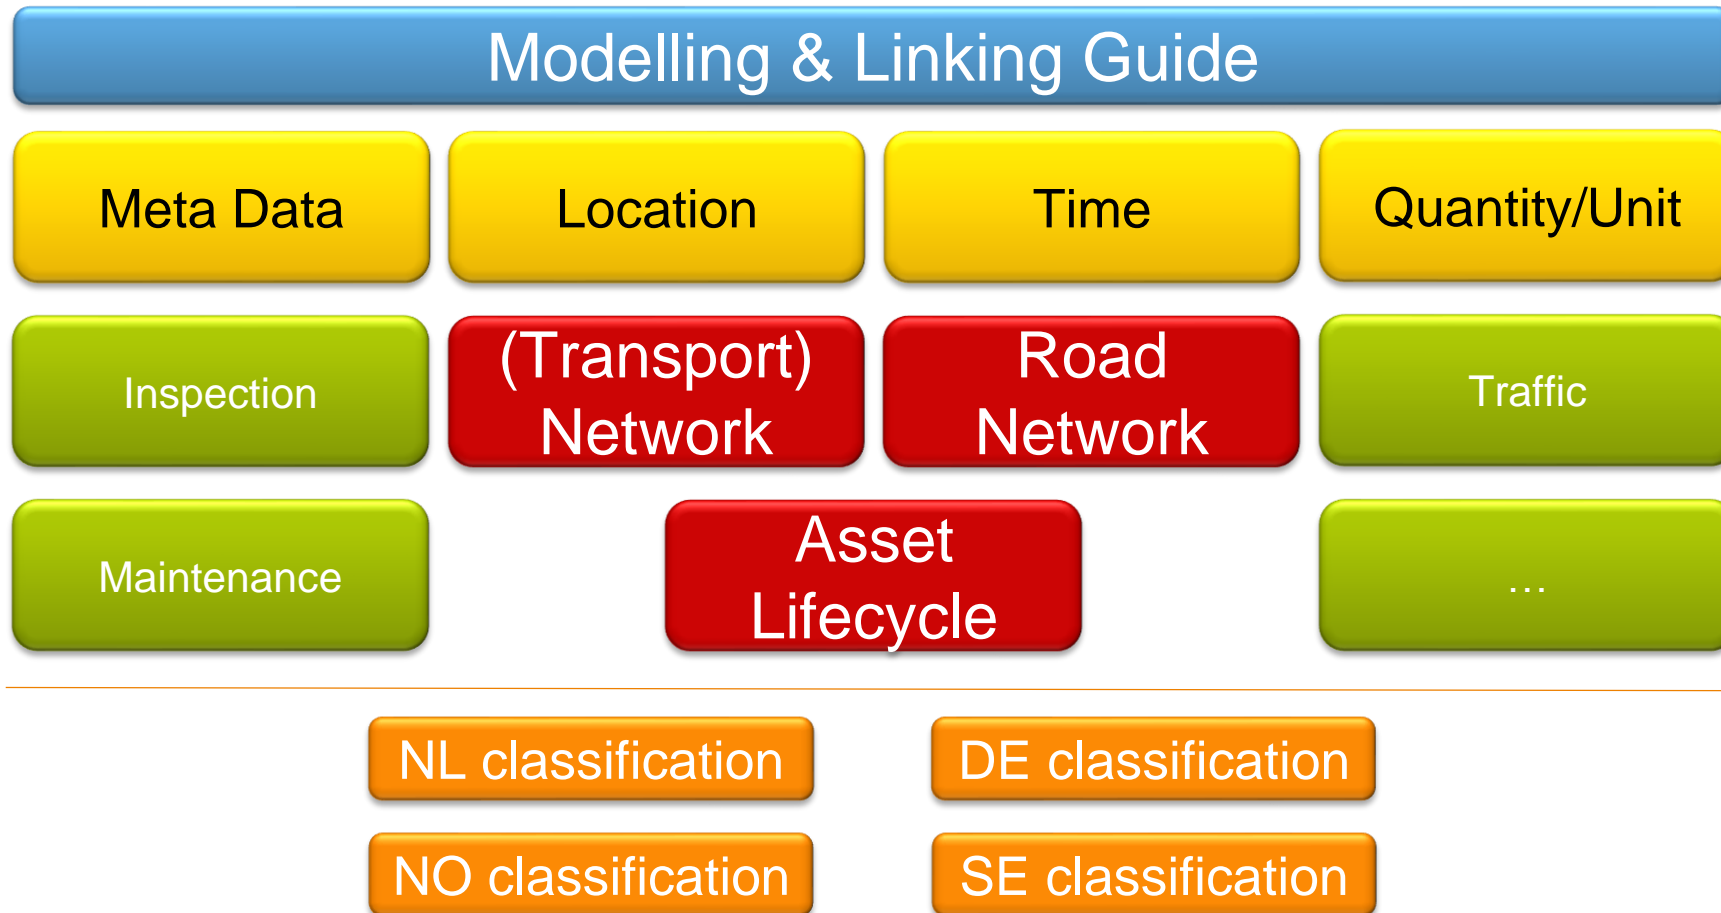 Modelling & Linking Guide
Meta Data
Location
Time
Quantity/Unit
Inspection
(Transport)
Network
Road
Network
Traffic
Maintenance
Asset
Lifecycle
...
NL classification
DE classification
NO classification
SE classification